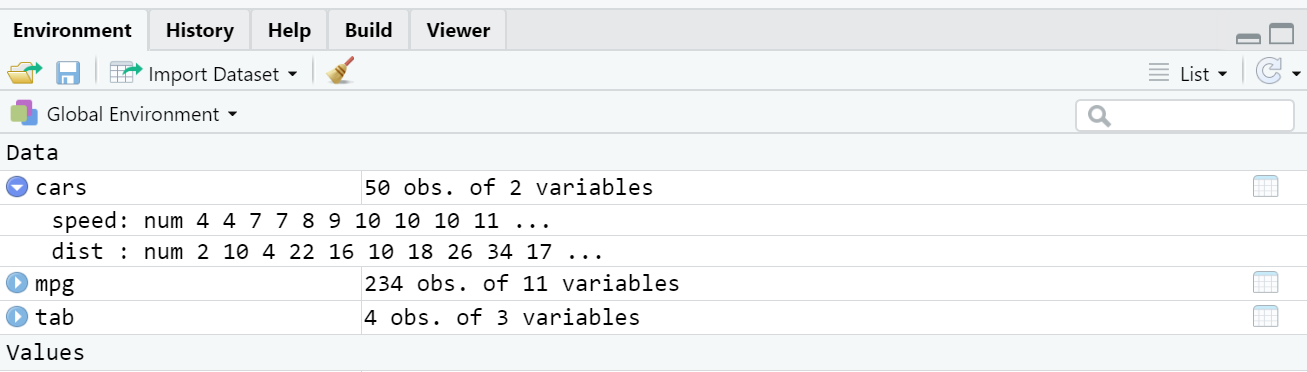 Environment History Help Build Viewer
Import Dataset List
Global Environment
Data
cars 50 obs. of 2 variables
speed: num 4 4 7 7 8 9 10 10 10 11 ...
dist : num 2 10 4 22 16 10 18 26 34 17 ...
mpg 234 obs. of 11 variables
tab 4 obs. of 3 variables
Values